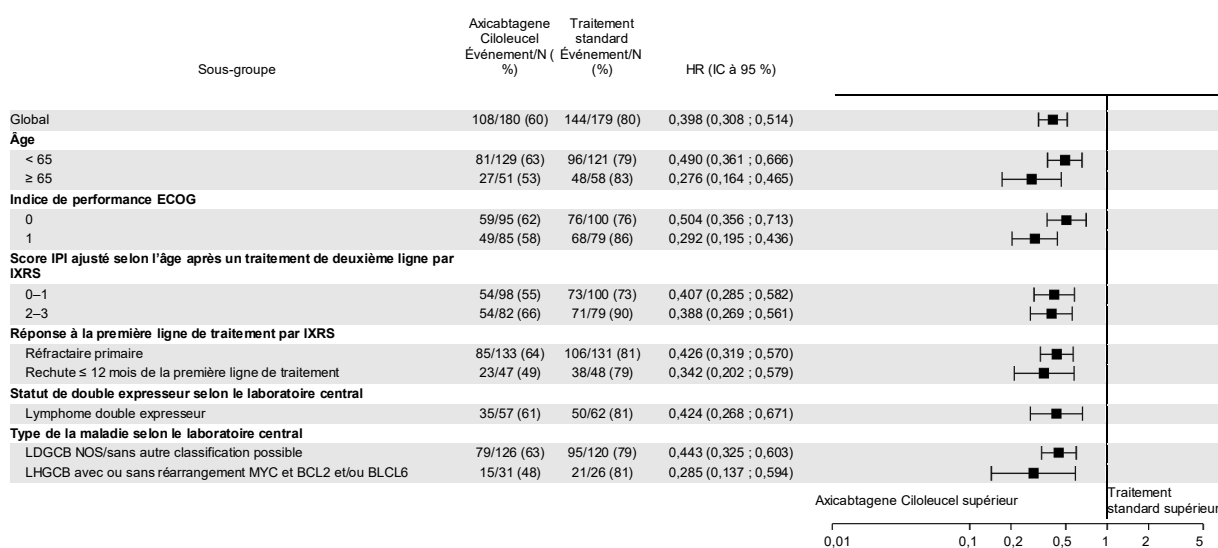 Sous-groupe
Axicabtagene
Ciloleucel
Événement/N (
%)
Traitement
standard
Événement/N
(%)
HR (IC à 95 %)
Global 108/180 (60) 144/179 (80) 0,398 (0,308 ; 0,514)
Âge
< 65 81/129 (63) 96/121 (79) 0,490 (0,361 ; 0,666)
≥ 65 27/51 (53) 48/58 (83) 0,276 (0,164 ; 0,465)
Indice de performance ECOG
0 59/95 (62) 76/100 (76) 0,504 (0,356 ; 0,713)
1 49/85 (58) 68/79 (86) 0,292 (0,195 ; 0,436)
Score IPI ajusté selon l’âge après un traitement de deuxième ligne par
IXRS
0–1 54/98 (55) 73/100 (73) 0,407 (0,285 ; 0,582)
2–3 54/82 (66) 71/79 (90) 0,388 (0,269 ; 0,561)
Réponse à la première ligne de traitement par IXRS
Réfractaire primaire 85/133 (64) 106/131 (81) 0,426 (0,319 ; 0,570)
Rechute ≤ 12 mois de la première ligne de traitement 23/47 (49) 38/48 (79) 0,342 (0,202 ; 0,579)
Statut de double expresseur selon le laboratoire central
Lymphome double expresseur 35/57 (61) 50/62 (81) 0,424 (0,268 ; 0,671)
Type de la maladie selon le laboratoire central
LDGCB NOS/sans autre classification possible 79/126 (63) 95/120 (79) 0,443 (0,325 ; 0,603)
LHGCB avec ou sans réarrangement MYC et BCL2 et/ou BLCL6 15/31 (48) 21/26 (81) 0,285 (0,137 ; 0,594)
Axicabtagene Ciloleucel supérieur
Traitement
standard supérieur
0,01 0,1 0,2 0,5 1 2 5